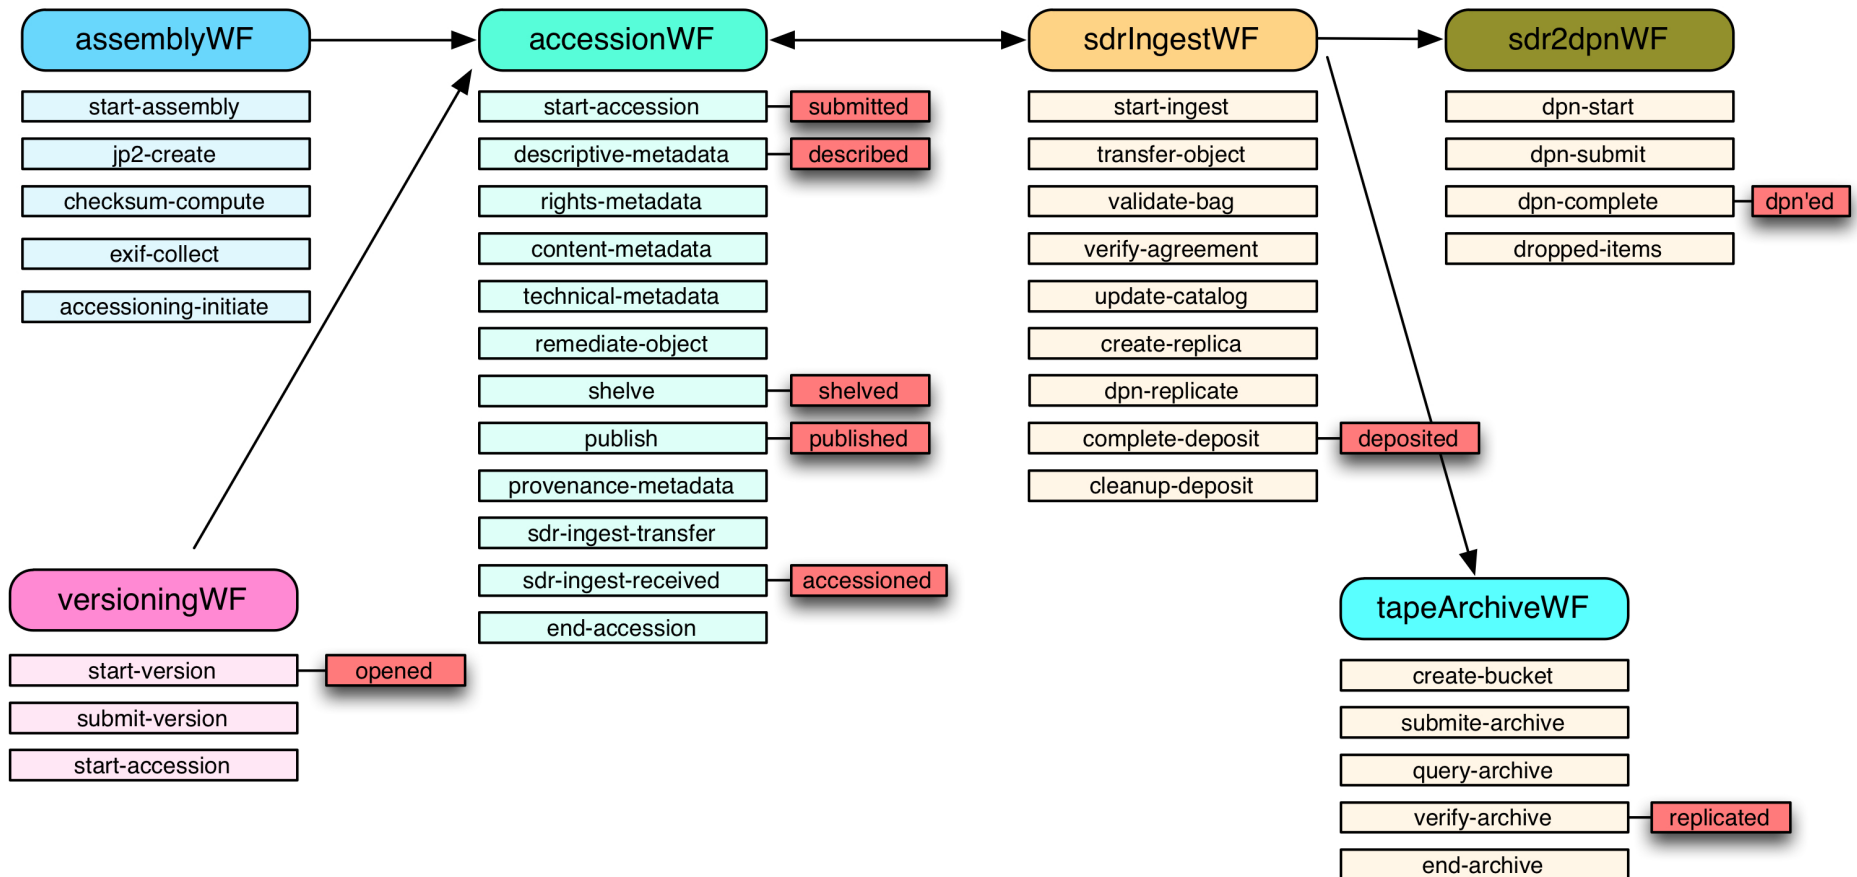 assemblyWF
start-assembly
jp2-create
checksum-compute
exif-collect
accessioning-initiate
versioningWF
start-version
opened
submit-version
start-accession
accessionWF
start-accession
submitted
descriptive-metadata
described
rights-metadata
content-metadata
technical-metadata
remediate-object
shelve
shelved
publish
published
provenance-metadata
sdr-ingest-transfer
sdr-ingest-received
accessioned
end-accession
sdrIngestWF
start-ingest
transfer-object
validate-bag
verify-agreement
update-catalog
create-replica
dpn-replicate
complete-deposit
deposited
cleanup-deposit
sdr2dpnWF
dpn-start
dpn-submit
dpn-complete
dpn'ed
dropped-items
tapeArchiveWF
create-bucket
submite-archive
query-archive
verify-archive
replicated
end-archive